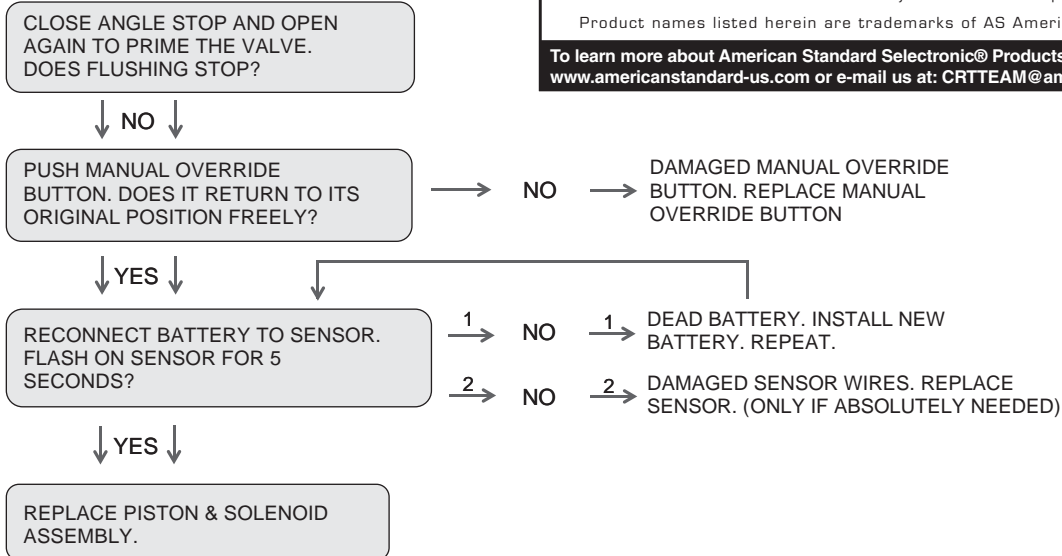 Product names listed herein are trademarks of AS
To learn more about American Standard Selectronic® Products
www.americanstandard-us.com or e-mail us at:
CLOSE ANGLE STOP AND OPEN
AGAIN TO PRIME THE VALVE.
DOES FLUSHING STOP?
NO
PUSH MANUAL OVERRIDE
BUTTON. DOES IT RETURN TO ITS
ORIGINAL POSITION FREELY?
NO
DAMAGED MANUAL OVERRIDE
BUTTON. REPLACE MANUAL
OVERRIDE BUTTON
YES
RECONNECT BATTERY TO SENSOR.
FLASH ON SENSOR FOR 5
SECONDS?
1 NO 1
DEAD BATTERY. INSTALL NEW
BATTERY. REPEAT.
2 NO 2
DAMAGED SENSOR WIRES. REPLACE
SENSOR. (ONLY IF ABSOLUTELY NEEDED)
YES
REPLACE PISTON & SOLENOID
ASSEMBLY.